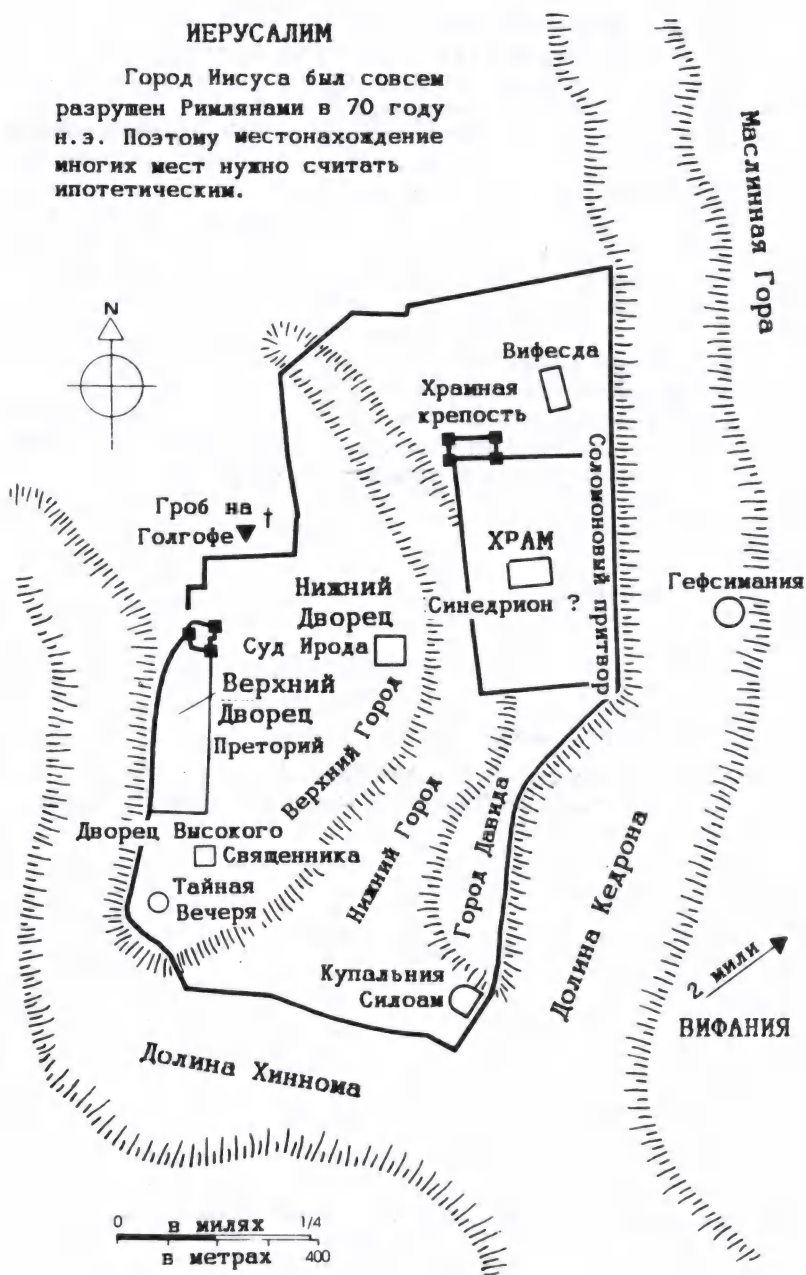 ИЕРУСАЛИМ
Город Иисуса был совсем
разрушен Римлянами в 70 году
н.э. Поэтому местонахождение
многих мест нужно считать
ипотетическим.
Маслинная Гора
N
Вифесда
Храмная
крепость
Соломоновый притвор
Гроб на
Голгофе
†
ХРАМ
Синедрион ?
Гефсимания
Нижний
Дворец
Суд Ирода
Верхний
Дворец
Преторий
Верхний Город
Нижний Город
Город Давида
Долина Кедрона
Дворец Высокого
Священника
Тайная
Вечеря
Купальния
Силоам
2 мили
ВИФАНИЯ
Долина Хиннома
0 в милях 1/4
в метрах 400